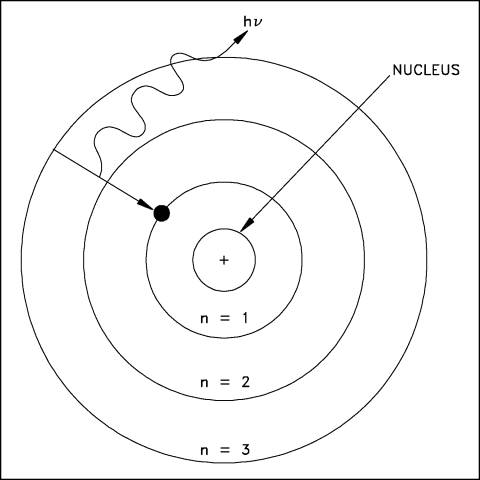 hν
NUCLEUS
+
n = 1
n = 2
n = 3